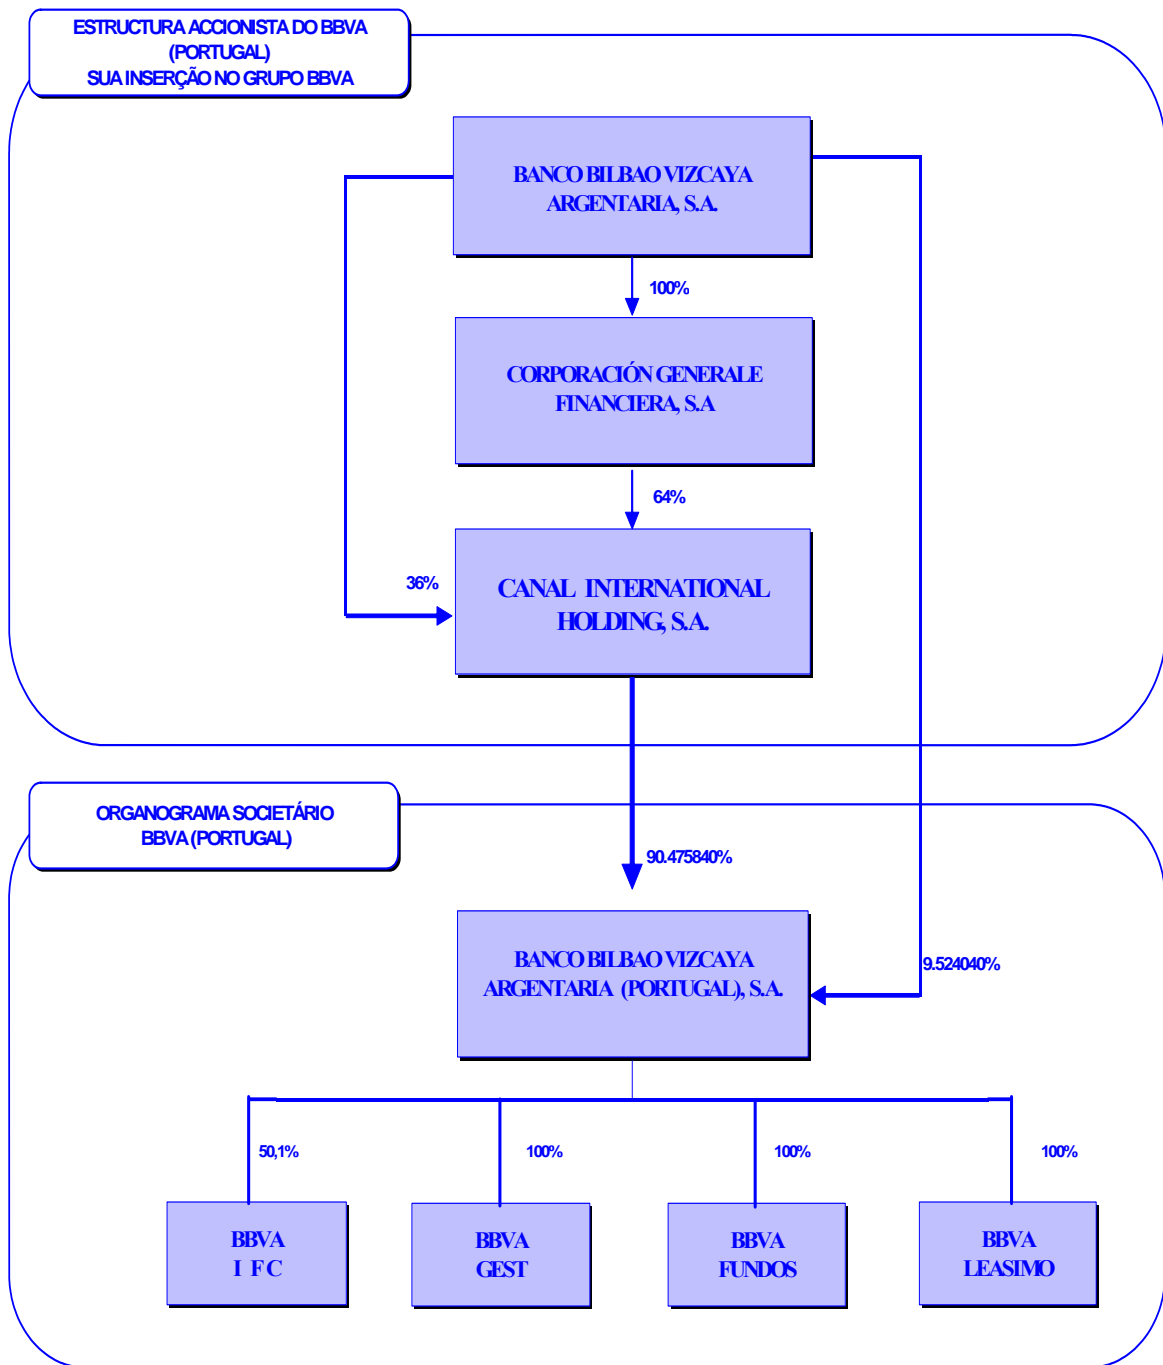 ESTRUCTURA ACCIONISTA DO BBVA
(PORTUGAL)
SUA INSERÇÃO NO GRUPO BBVA
BANCO BILBAO VIZCAYA
ARGENTARIA, S.A.
100%
CORPORACIÓN GENERALE
FINANCIERA, S.A
64%
36%
CANAL INTERNATIONAL
HOLDING, S.A.
ORGANOGRAMA SOCIETÁRIO
BBVA (PORTUGAL)
90.475840%
BANCO BILBAO VIZCAYA
ARGENTARIA (PORTUGAL), S.A.
9.524040%
50,1%
100%
100%
100%
BBVA
I F C
BBVA
GEST
BBVA
FUNDOS
BBVA
LEASIMO